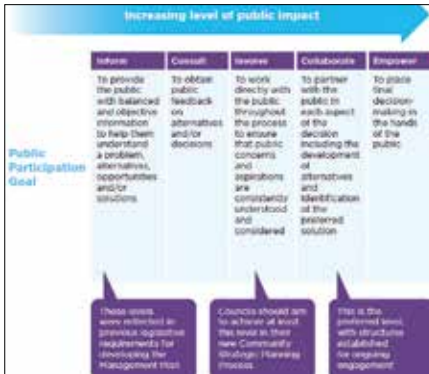 Increasing level of public impact
Inform
To provide
the public
with balanced
and objective
information
to help them
understand
a problem,
alternatives,
opportunities
and/or
solutions
Consult
To obtain
public
feedback
on
alternatives
and/or
decisions
Involve
To work
directly with
the public
throughout
the process
to ensure
that public
concerns
and
aspirations
are
consistently
understood
and
considered
Collaborate
To partner
with the
public in
each aspect
of the
decision
including the
development
of
alternatives
and
identification
of the
preferred
solution
Empower
To place
final
decision-
making in
the hands
of the
public
Public
Participation
Goal
These levels
were reflected in
previous legislative
requirements for
developing the
Management Plan
Councils should aim
to achieve at least
this level in their
new Community
Strategic Planning
Process.
This is the
preferred level,
with structures
established
for ongoing
engagement